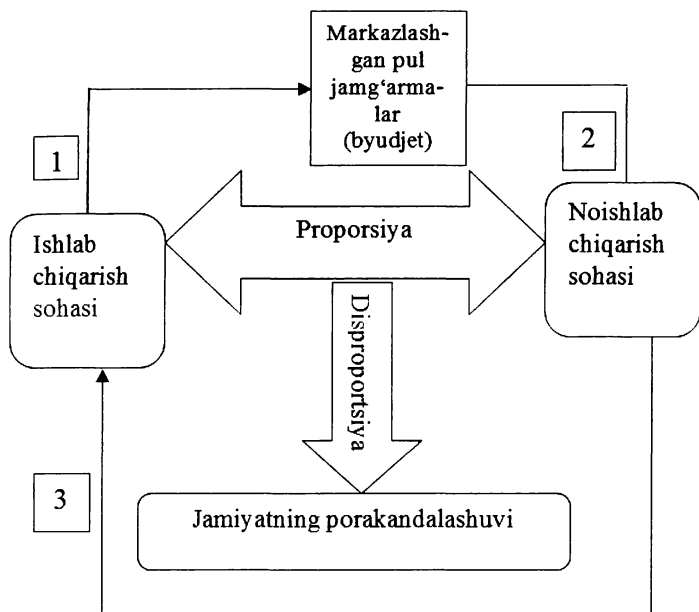 Markazlash-
gan pul
jamg‘arma-
lar
(byudjet)
1
2
Ishlab
chiqarish
sohasi
Proporsiya
Noishlab
chiqarish
sohasi
Disproportsiya
3
Jamiyatning porakandalashuvi